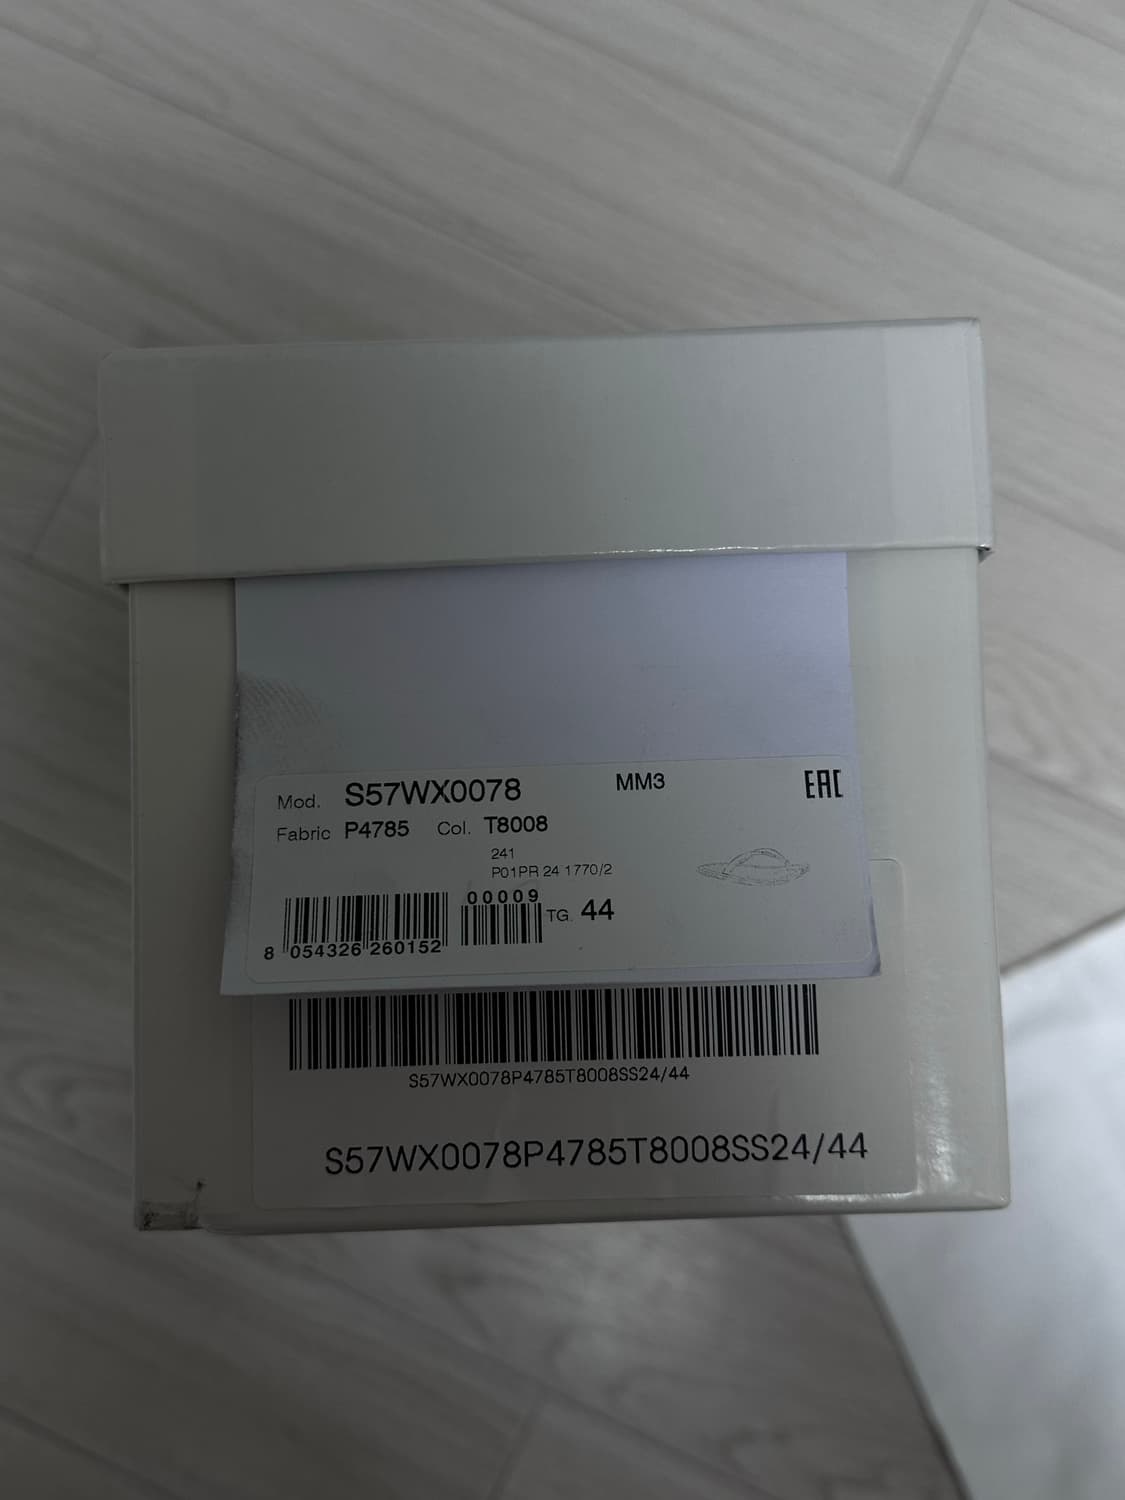 Mod. S57WX0078 MM3 EAC
Fabric P4785 Col. T8008
241
P01PR 24 1770/2
00009
TG. 44
8 054326 260152
S57WX0078P4785T8008SS24/44
S57WX0078P4785T8008SS24/44